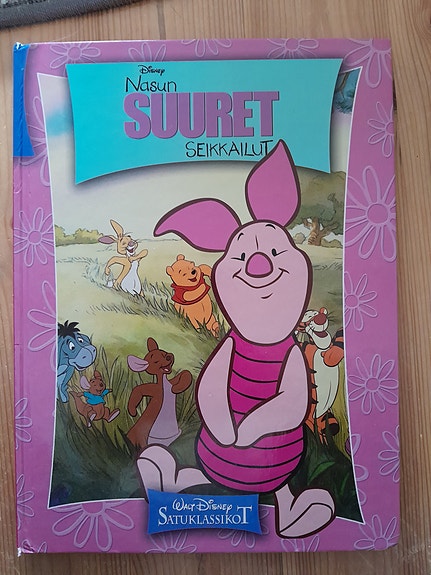 Disney
Nasun
SUURET
SEIKKAILUT
WALT DISNEY
SATUKLASSIKOT